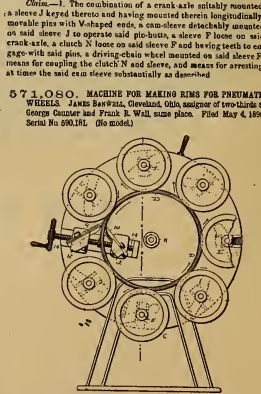 Claim.—1. The combination of a crank-axle suitably mounted
, a sleeve J keyed thereto and having mounted therein longitudinally
movable pins with V-shaped ends, a cam-sleeve detachably mounted
on said sleeve J to operate said pin-butts, a sleeve F loose on said
crank-axle, a clutch N loose on said sleeve F and having teeth to en
gage-with said pins, a driving-chain wheel mounted on said sleeve F
means for coupling the clutch N and sleeve, and means for arresting
at times the said cam sleeve substantially as described
571,080. MACHINE FOR MAKING RIMS FOR PNEUMATI
WHEELS. JAMES BANWELL, Cleveland, Ohio, assignor of two-thirds t
George Caunter and Frank R. Wall, same place. Filed May 4, 189
Serial No. 590,181. (No model.)